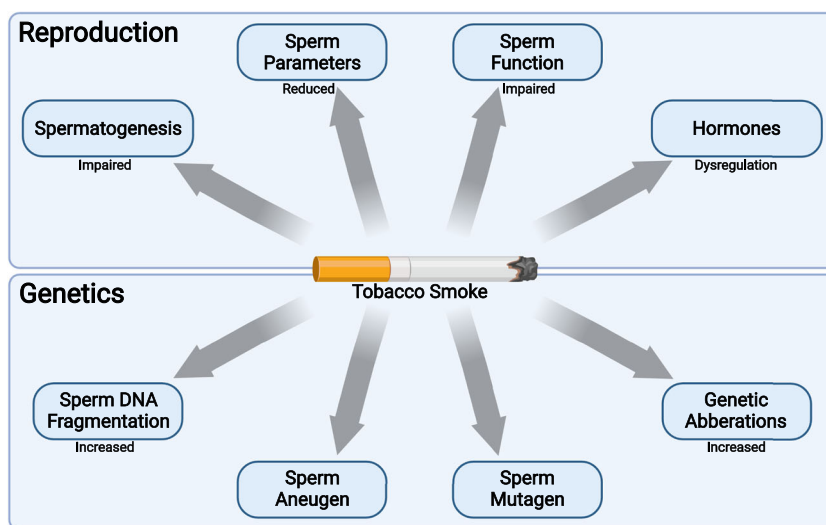 Reproduction
Sperm
Parameters
Reduced
Sperm
Function
Impaired
Spermatogenesis
Impaired
Hormones
Dysregulation
Tobacco Smoke
Genetics
Sperm DNA
Fragmentation
Increased
Genetic
Abberations
Increased
Sperm
Aneugen
Sperm
Mutagen